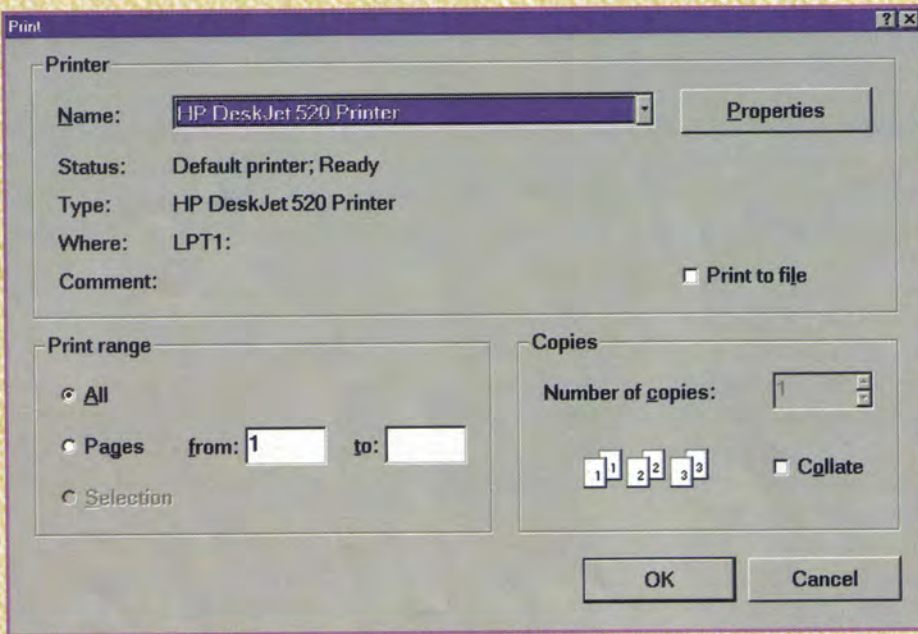 Print
Printer
Name: HP DeskJet 520 Printer Properties
Status: Default printer; Ready
Type: HP DeskJet 520 Printer
Where: LPT1:
Comment: Print to file
Print range
All
Pages from: 1 to:
Selection
Copies
Number of copies: 1
1 1 2 2 3 3 Collate
OK Cancel